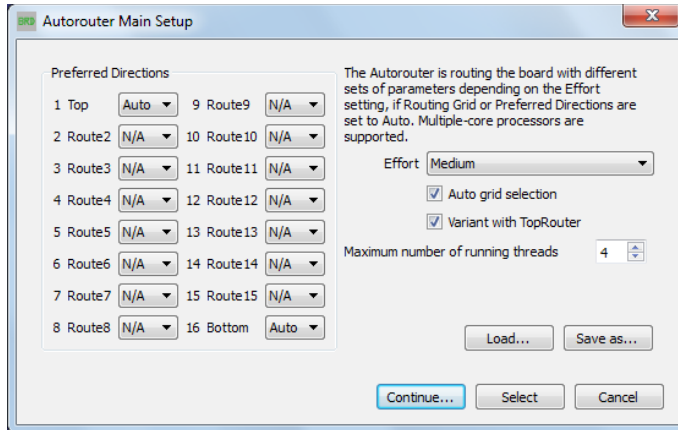 BRD Autorouter Main Setup
Preferred Directions
1 Top Auto 9 Route9 N/A
2 Route2 N/A 10 Route10 N/A
3 Route3 N/A 11 Route11 N/A
4 Route4 N/A 12 Route12 N/A
5 Route5 N/A 13 Route13 N/A
6 Route6 N/A 14 Route14 N/A
7 Route7 N/A 15 Route15 N/A
8 Route8 N/A 16 Bottom Auto
The Autorouter is routing the board with different
sets of parameters depending on the Effort
setting, if Routing Grid or Preferred Directions are
set to Auto. Multiple-core processors are
supported.
Effort Medium
Auto grid selection
Variant with TopRouter
Maximum number of running threads 4
Load... Save as...
Continue... Select Cancel